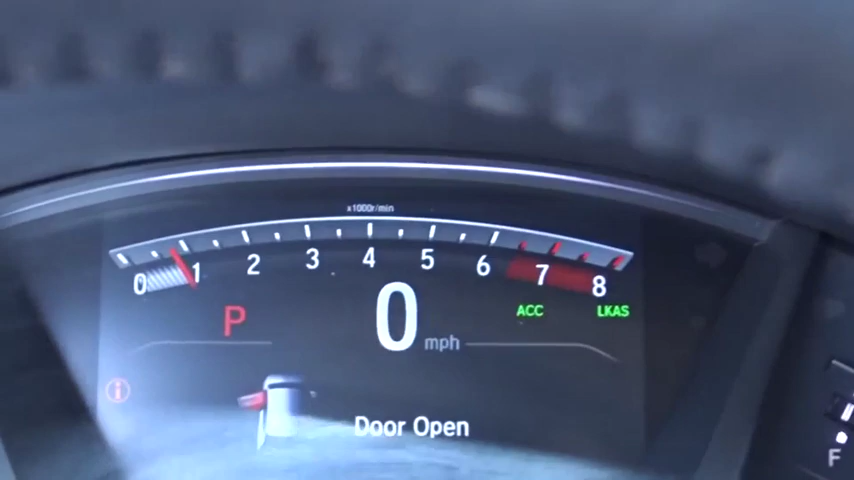 x1000r/min
0 1 2 3 4 5 6 7 8
P 0 mph ACC LKAS
Door Open
F